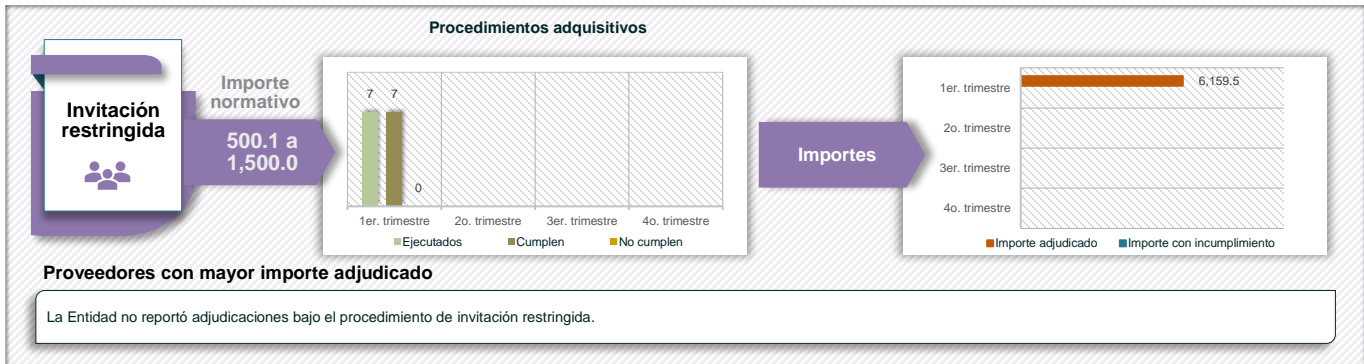 Procedimientos adquisitivos
Invitación
restringida
Importe
normativo
500.1 a
1,500.0
7 7
0
1er. trimestre 2o. trimestre 3er. trimestre 4o. trimestre
Ejecutados Cumplen No cumplen
Importes
1er. trimestre
6,159.5
2o. trimestre
3er. trimestre
4o. trimestre
Importe adjudicado Importe con incumplimiento
Proveedores con mayor importe adjudicado
La Entidad no reportó adjudicaciones bajo el procedimiento de invitación restringida.